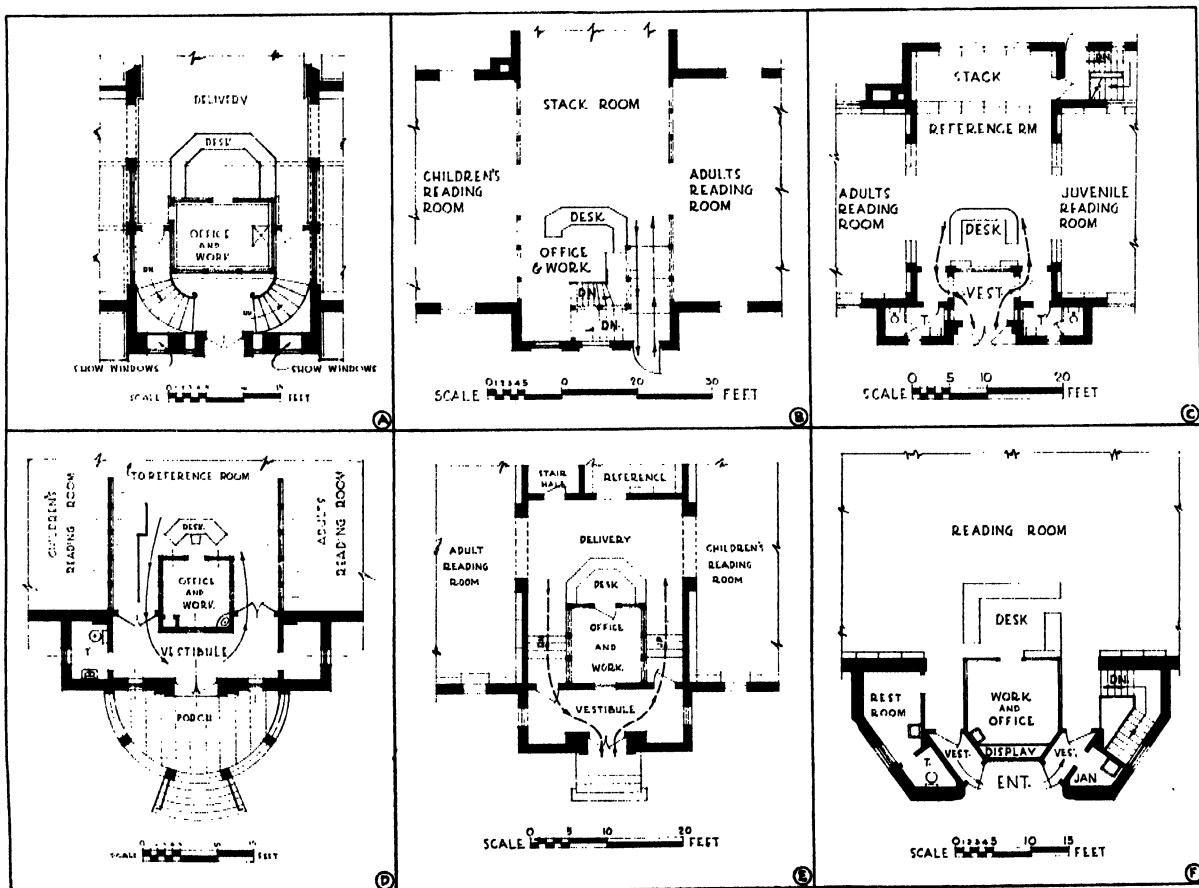 DELIVERY
DESK
OFFICE
AND
WORK
DN
SHOW WINDOWS
SHOW WINDOWS
SCALE
FEET
A
STACK ROOM
CHILDREN'S
READING
ROOM
ADULTS
READING
ROOM
DESK
OFFICE
& WORK
DN
DN
SCALE 0 1 2 3 4 5 0 20 30 FEET
B
STACK
DN
REFERENCE RM
ADULTS
READING
ROOM
JUVENILE
READING
ROOM
DESK
VEST.
T
T
SCALE 0 5 10 20 FEET
C
TO REFERENCE ROOM
CHILDREN'S
READING ROOM
ADULTS
READING ROOM
DESK
OFFICE
AND
WORK
T
VESTIBULE
PORCH
SCALE
FEET
D
STAIR
HALL
REFERENCE
DELIVERY
ADULT
READING
ROOM
CHILDREN'S
READING
ROOM
DESK
OFFICE
AND
WORK.
UP
VESTIBULE
SCALE 0 5 10 20 FEET
E
READING ROOM
DESK
REST
ROOM
WORK
AND
OFFICE
DN
VEST.
DISPLAY
VEST.
T.
ENT.
JAN
SCALE 0 1 2 3 4 5 10 15 FEET
F